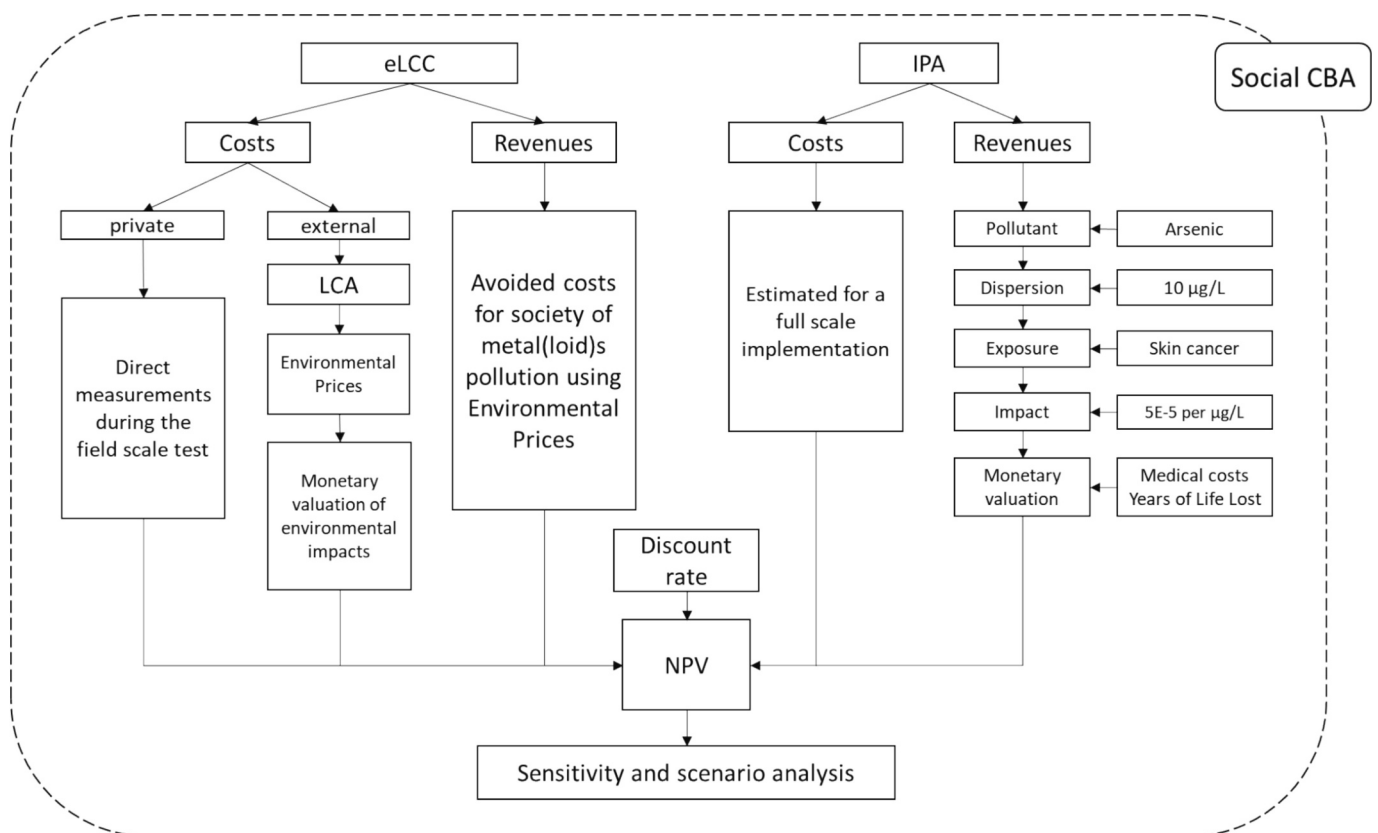 Social CBA
eLCC
IPA
Costs
Revenues
Costs
Revenues
private
external
LCA
Direct
measurements
during the
field scale test
Environmental
Prices
Monetary
valuation of
environmental
impacts
Avoided costs
for society of
metal(loid)s
pollution using
Environmental
Prices
Estimated for a
full scale
implementation
Pollutant
Arsenic
Dispersion
10 µg/L
Exposure
Skin cancer
Impact
5E-5 per µg/L
Monetary
valuation
Medical costs
Years of Life Lost
Discount
rate
NPV
Sensitivity and scenario analysis